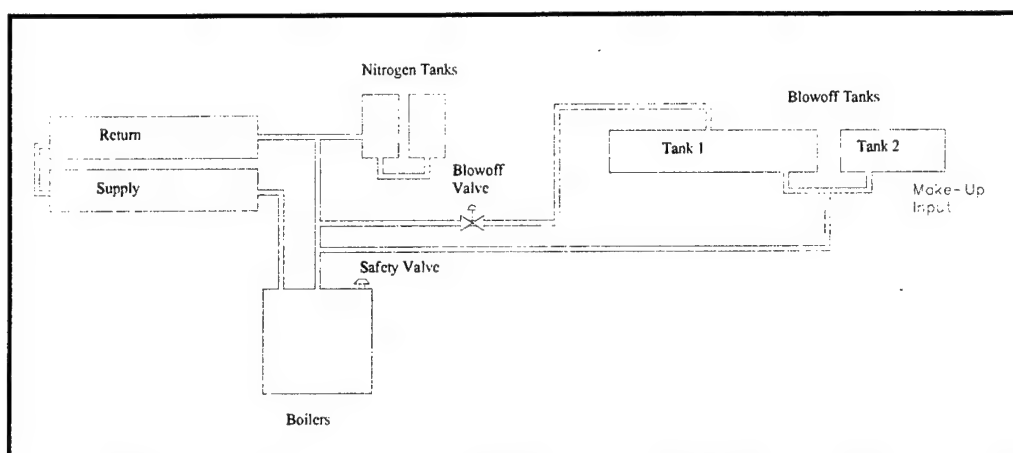 Nitrogen Tanks
Blowoff Tanks
Return
Tank 1
Tank 2
Blowoff
Valve
Supply
Make-Up
Input
Safety Valve
Boilers